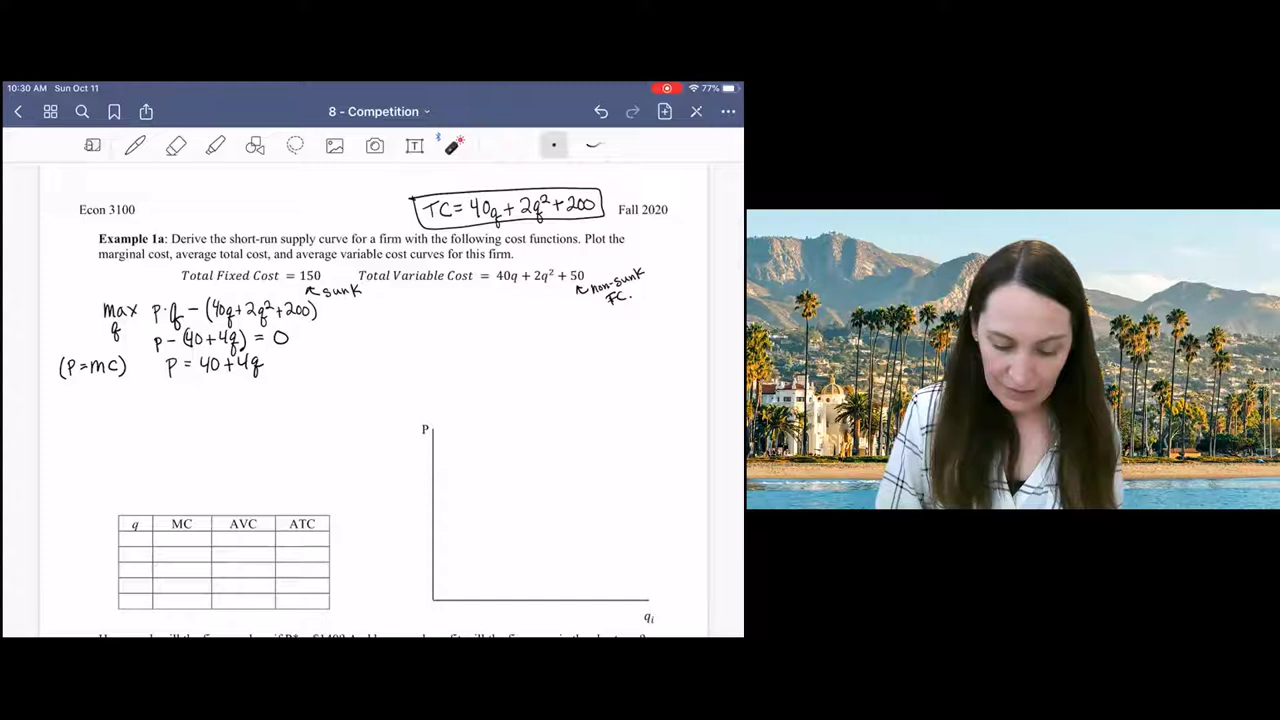 10:30 AM Sun Oct 11
77%
8 - Competition
T
TC = 40q + 2q² + 200
Econ 3100
Fall 2020
Example 1a: Derive the short-run supply curve for a firm with the following cost functions. Plot the
marginal cost, average total cost, and average variable cost curves for this firm.
Total Fixed Cost = 150 Total Variable Cost = 40q + 2q² + 50
sunk
non-sunk
FC.
max p·q - (40q + 2q² + 200)
q
p - (40 + 4q) = 0
(P = MC) p = 40 + 4q
P
q MC AVC ATC
qᵢ